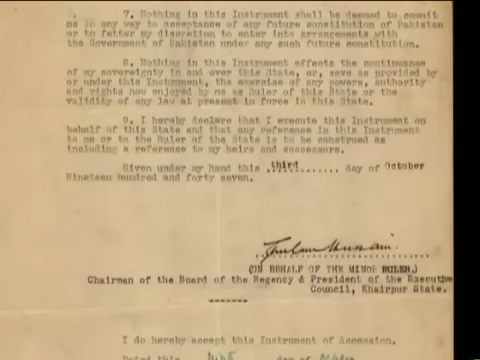 7. Nothing in this Instrument shall be deemed to commit
me in any way to acceptance of any future constitution of Pakistan
or to fetter my discretion to enter into arrangements with
the Government of Pakistan under any such future constitution.
8. Nothing in this Instrument affects the continuance
of my sovereignty in and over this State, or, save as provided by
or under this Instrument, the exercise of any powers, authority
and rights now enjoyed by me as Ruler of this State or the
validity of any law at present in force in this State.
9. I hereby declare that I execute this Instrument on
behalf of this State and that any reference in this Instrument
to me or to the Ruler of the State is to be construed as
including a reference to my heirs and successors.
Given under my hand this third........ day of October
Nineteen hundred and forty seven.
(ON BEHALF OF THE MINOR RULER.)
Chairman of the Board of the Regency & President of the Executive
Council, Khairpur State.
I do hereby accept this Instrument of Accession.
Dated this day of